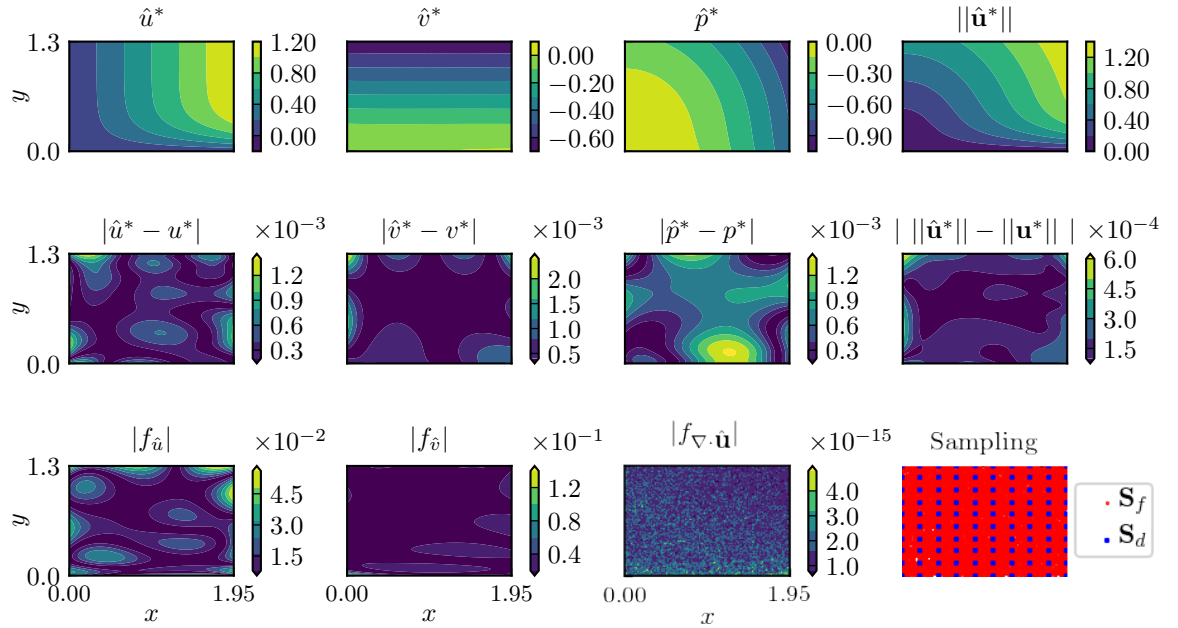 û* v̂* p̂* ||û*||
1.3 1.20 0.00 0.00 1.20
0.80 −0.20 −0.30 0.80
y 0.40 −0.40 −0.60 0.40
0.0 0.00 −0.60 −0.90 0.00
|û* − u*| ×10⁻³ |v̂* − v*| ×10⁻³ |p̂* − p*| ×10⁻³ | ||û*|| − ||u*|| | ×10⁻⁴
1.3 1.2 2.0 1.2 6.0
0.9 1.5 0.9 4.5
y 0.6 1.0 0.6 3.0
0.0 0.3 0.5 0.3 1.5
|f_û| ×10⁻² |f_v̂| ×10⁻¹ |f_∇·û| ×10⁻¹⁵ Sampling
1.3 4.5 1.2 4.0 S_f
y 3.0 0.8 3.0 S_d
1.5 0.4 2.0
0.0 1.0
0.00 1.95 0.00 1.95
x x